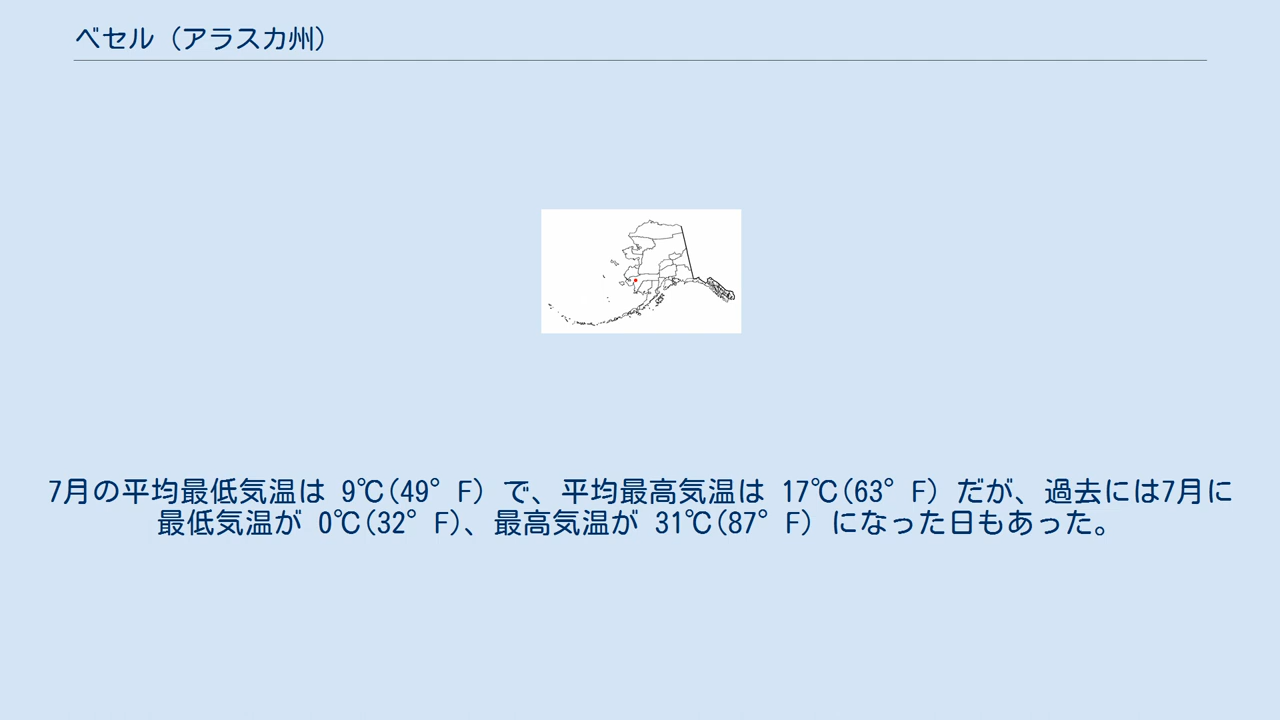 ベセル（アラスカ州）
7月の平均最低気温は 9℃(49°F) で、平均最高気温は 17℃(63°F) だが、過去には7月に
最低気温が 0℃(32°F)、最高気温が 31℃(87°F) になった日もあった。